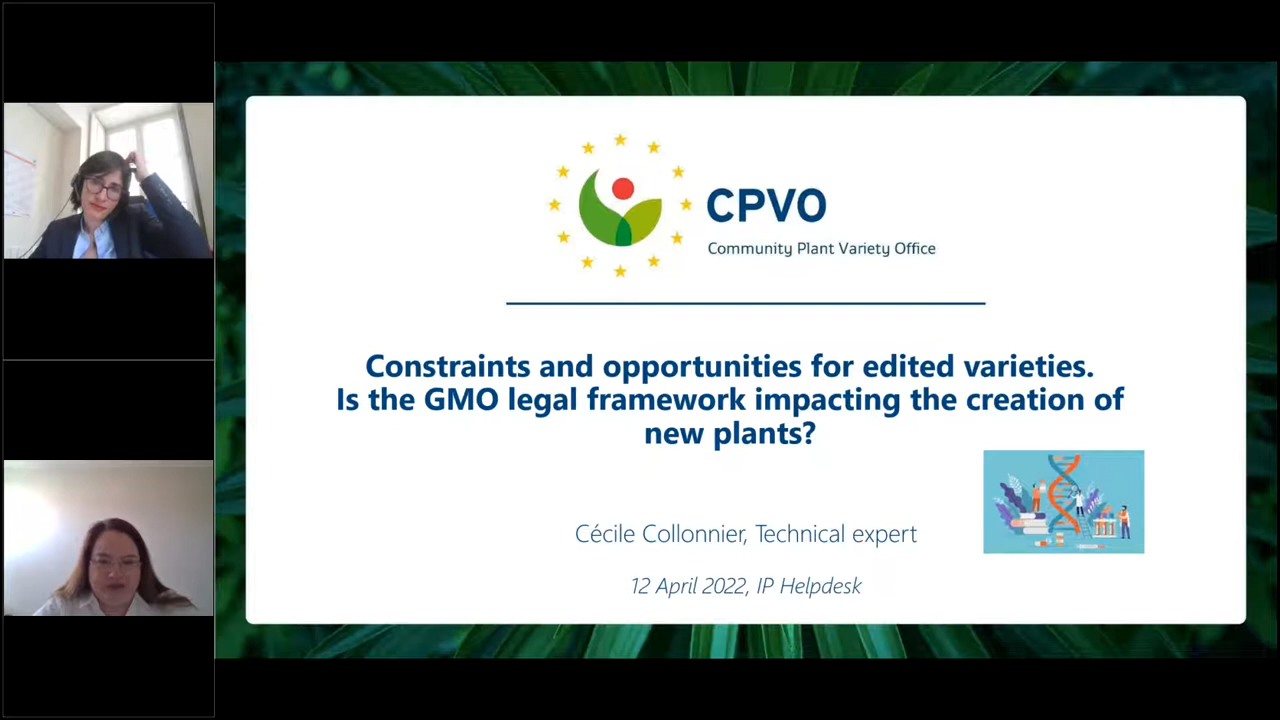 CPVO
Community Plant Variety Office
Constraints and opportunities for edited varieties.
Is the GMO legal framework impacting the creation of
new plants?
Cécile Collonnier, Technical expert
12 April 2022, IP Helpdesk